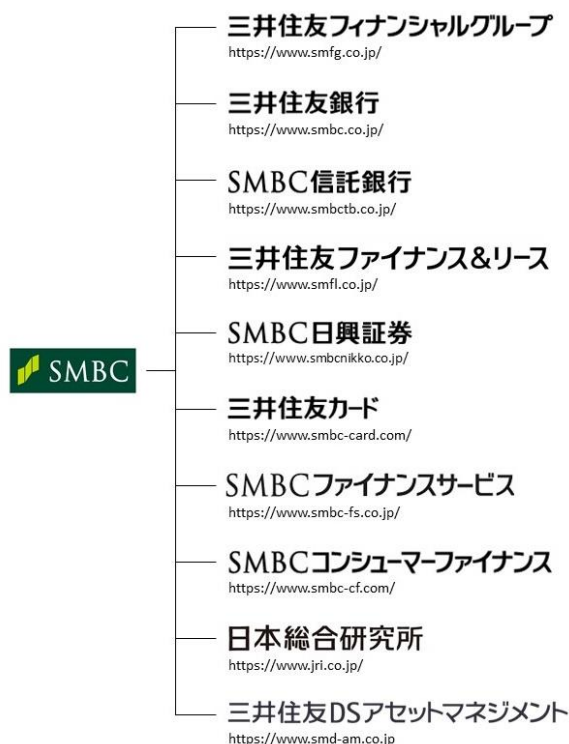 三井住友フィナンシャルグループ
https://www.smfg.co.jp/
三井住友銀行
https://www.smbc.co.jp/
SMBC信託銀行
https://www.smbctb.co.jp/
三井住友ファイナンス&リース
https://www.smfl.co.jp/
SMBC日興証券
https://www.smbcnikko.co.jp/
SMBC
三井住友カード
https://www.smbc-card.com/
SMBCファイナンスサービス
https://www.smbc-fs.co.jp/
SMBCコンシューマーファイナンス
https://www.smbc-cf.com/
日本総合研究所
https://www.jri.co.jp/
三井住友DSアセットマネジメント
https://www.smd-am.co.jp